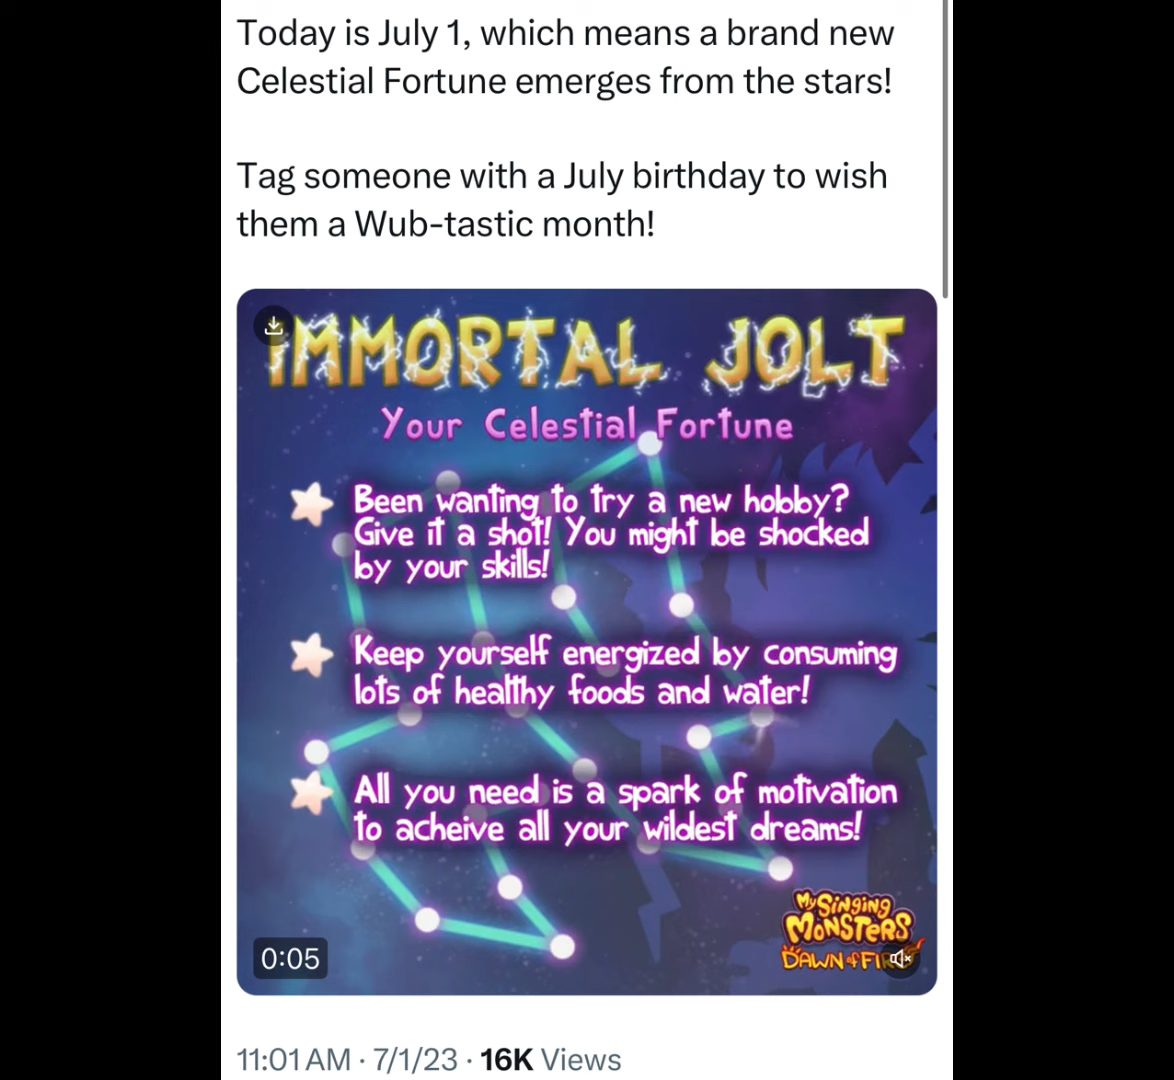 Today is July 1, which means a brand new
Celestial Fortune emerges from the stars!
Tag someone with a July birthday to wish
them a Wub-tastic month!
IMMORTAL JOLT
Your Celestial Fortune
Been wanting to try a new hobby?
Give it a shot! You might be shocked
by your skills!
Keep yourself energized by consuming
lots of healthy foods and water!
All you need is a spark of motivation
to acheive all your wildest dreams!
My Singing
Monsters
Dawn of Fire
0:05
11:01 AM · 7/1/23 · 16K Views